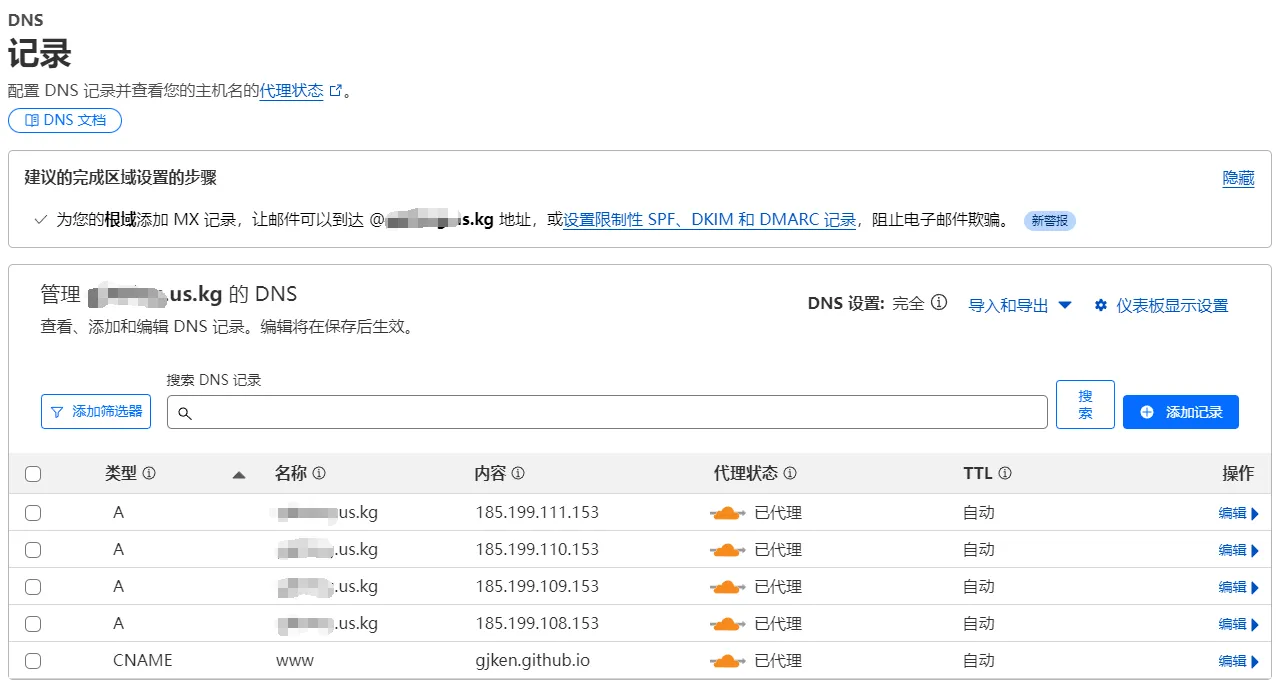 DNS
记录
配置 DNS 记录并查看您的主机名的代理状态。
DNS 文档
建议的完成区域设置的步骤
隐藏
为您的根域添加 MX 记录，让邮件可以到达 @ us.kg 地址，或设置限制性 SPF、DKIM 和 DMARC 记录，阻止电子邮件欺骗。 新警报
管理 .us.kg 的 DNS
DNS 设置: 完全 导入和导出 仪表板显示设置
查看、添加和编辑 DNS 记录。编辑将在保存后生效。
搜索 DNS 记录
添加筛选器 搜索 添加记录
类型 名称 内容 代理状态 TTL 操作
A us.kg 185.199.111.153 已代理 自动 编辑
A .us.kg 185.199.110.153 已代理 自动 编辑
A .us.kg 185.199.109.153 已代理 自动 编辑
A .us.kg 185.199.108.153 已代理 自动 编辑
CNAME www gjken.github.io 已代理 自动 编辑